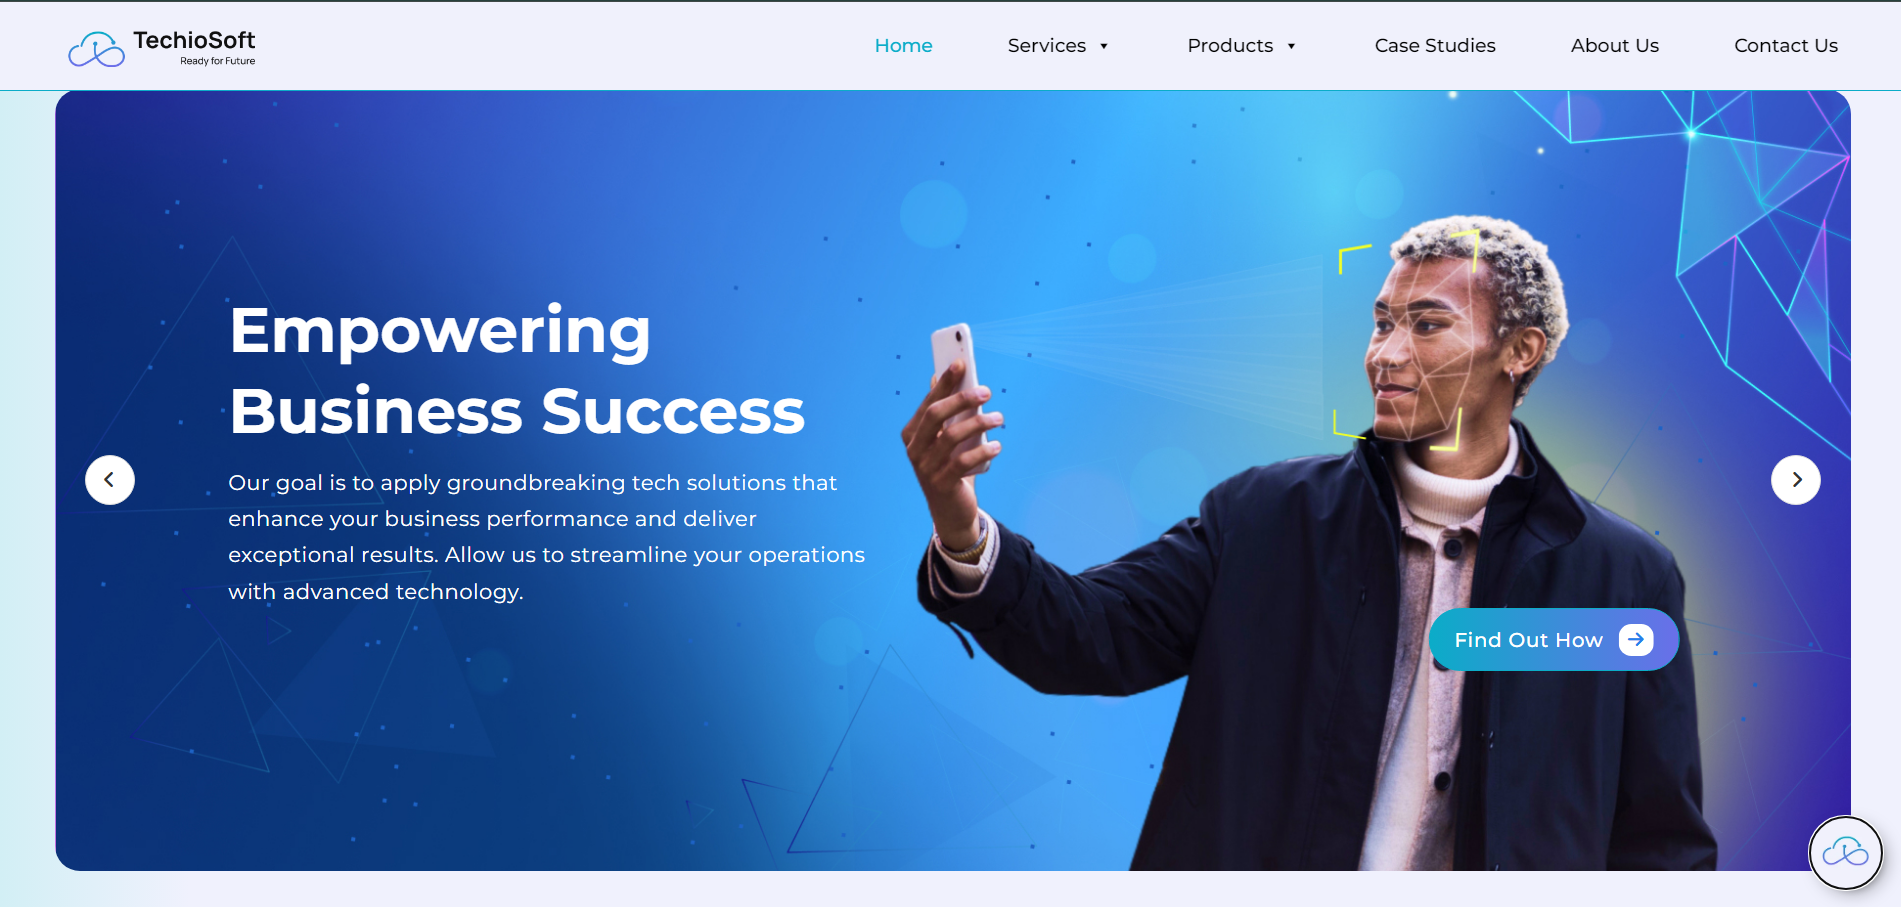 TechioSoft
Ready for Future
Home
Services
Products
Case Studies
About Us
Contact Us
Empowering
Business Success
Our goal is to apply groundbreaking tech solutions that
enhance your business performance and deliver
exceptional results. Allow us to streamline your operations
with advanced technology.
Find Out How